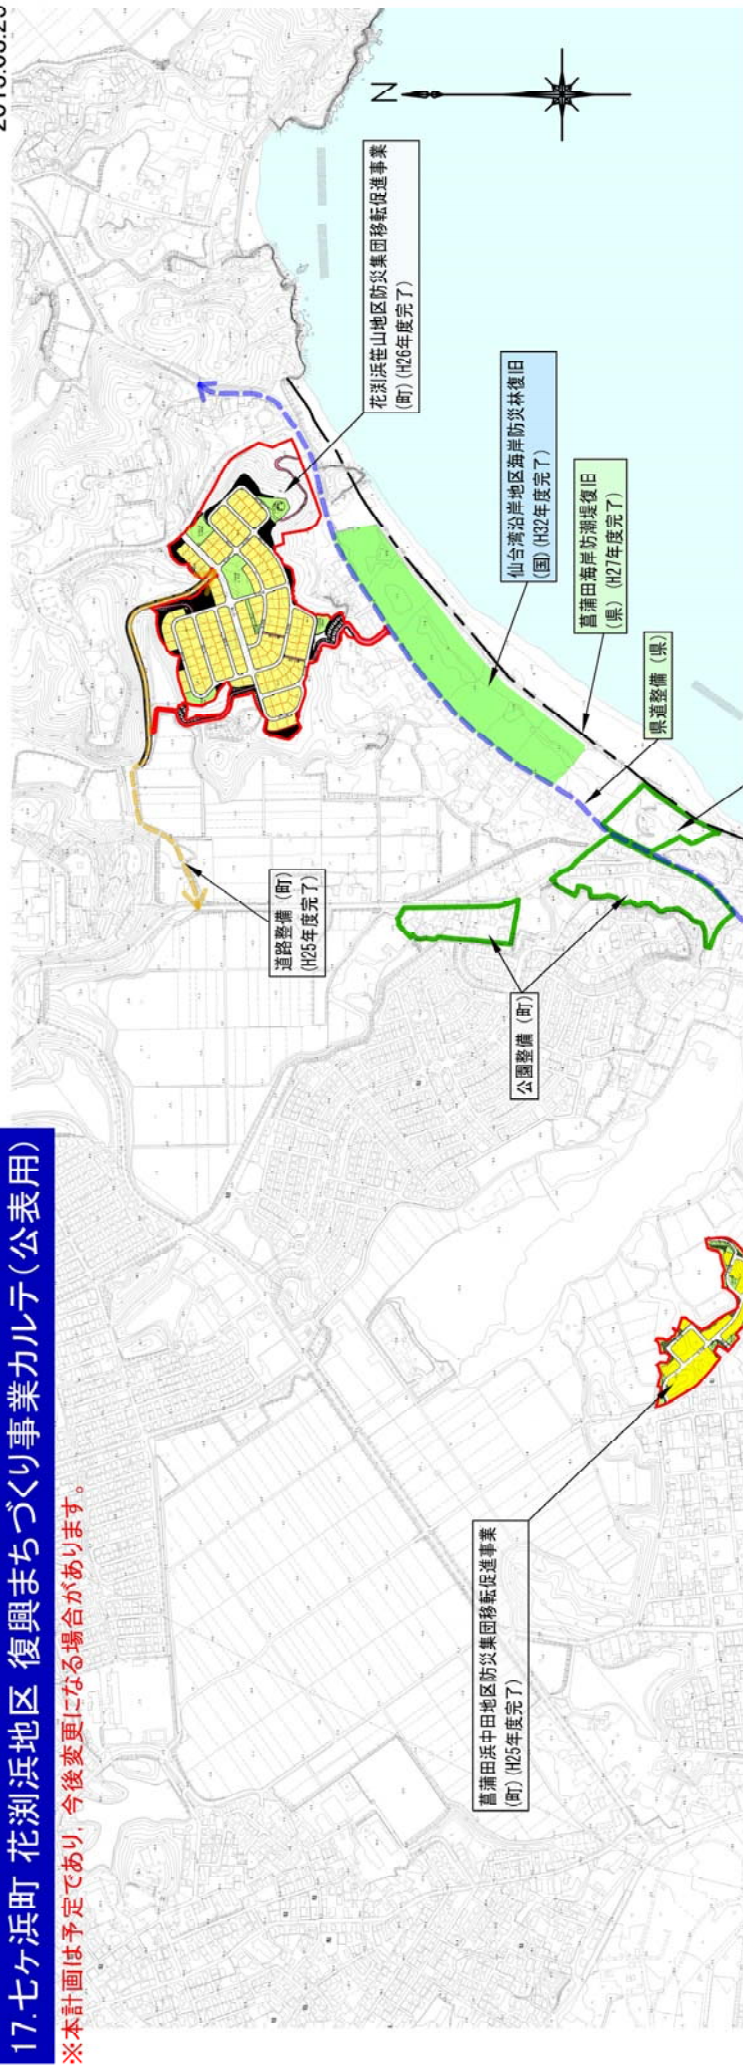 17.七ヶ浜町 花渕浜地区 復興まちづくり事業カルテ(公表用)
※本計画は予定であり、今後変更になる場合があります。
N
花渕浜笹山地区防災集団移転促進事業
(町)(H26年度完了)
仙台湾沿岸地区海岸防災林復旧
(国)(H32年度完了)
菖蒲田海岸防潮堤復旧
(県)(H27年度完了)
県道整備(県)
道路整備(町)
(H25年度完了)
公園整備(町)
菖蒲田浜中田地区防災集団移転促進事業
(町)(H25年度完了)